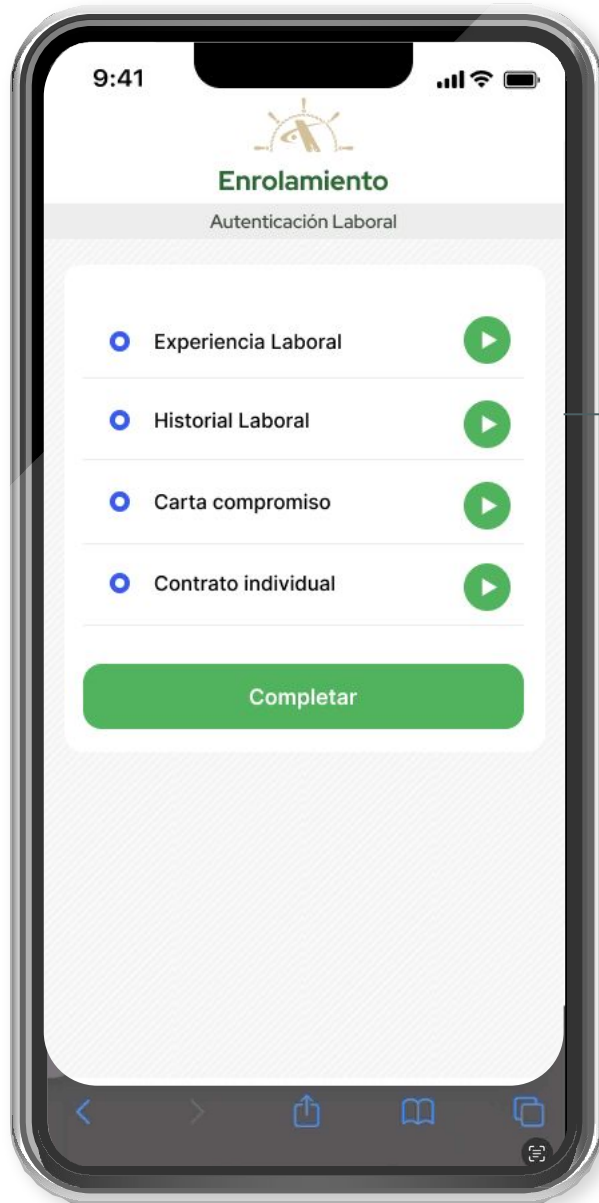 9:41
Enrolamiento
Autenticación Laboral
Experiencia Laboral
Historial Laboral
Carta compromiso
Contrato individual
Completar